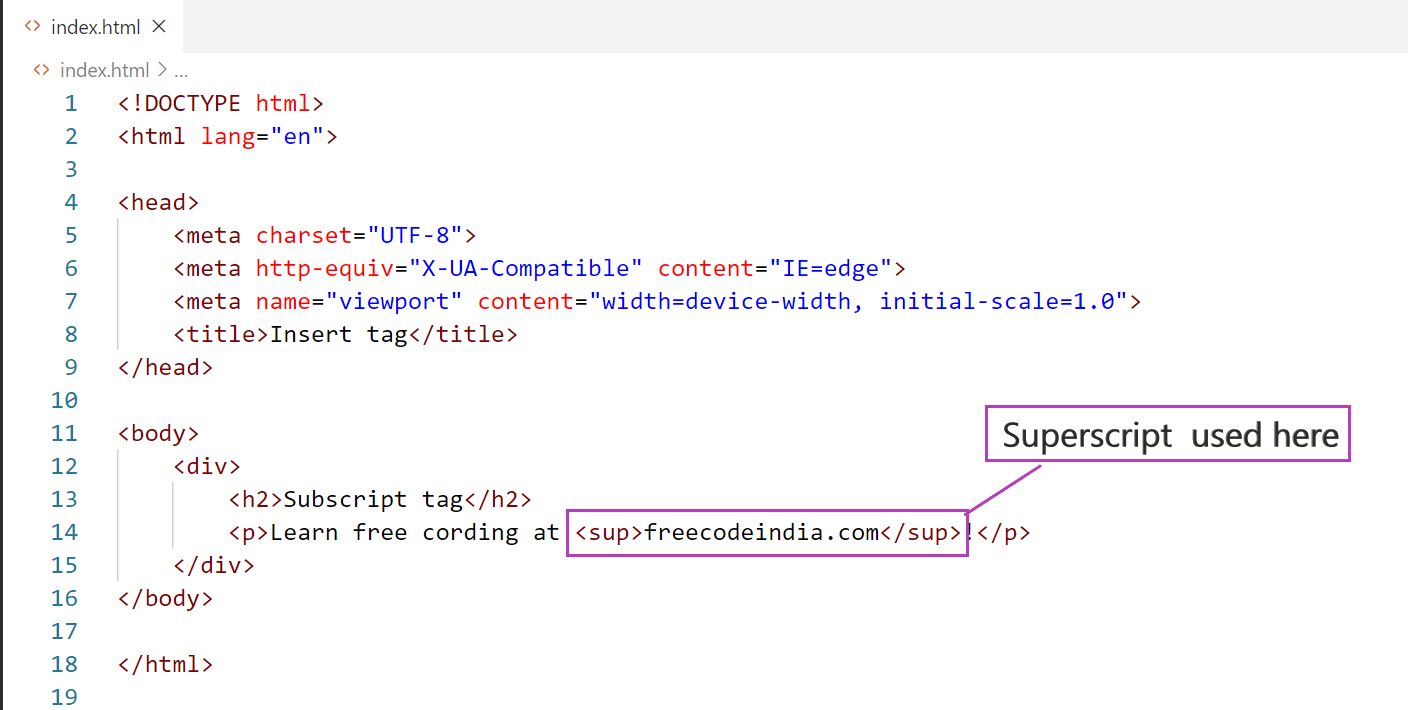 index.html
index.html > ...
1 <!DOCTYPE html>
2 <html lang="en">
3
4 <head>
5     <meta charset="UTF-8">
6     <meta http-equiv="X-UA-Compatible" content="IE=edge">
7     <meta name="viewport" content="width=device-width, initial-scale=1.0">
8     <title>Insert tag</title>
9 </head>
10
11 <body>
Superscript  used here
12     <div>
13         <h2>Subscript tag</h2>
14         <p>Learn free cording at <sup>freecodeindia.com</sup>!</p>
15     </div>
16 </body>
17
18 </html>
19